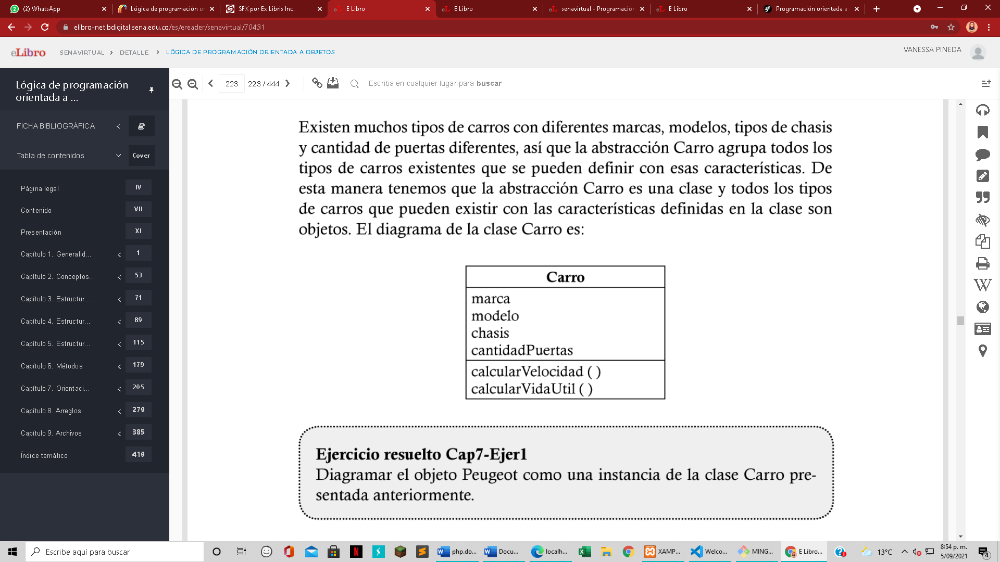 (2) WhatsApp
Lógica de programación or
SFX por Ex Libris Inc.
E Libro
E Libro
senavirtual - Programación
E Libro
Programación orientada a
elibro-net.bdigital.sena.edu.co/es/ereader/senavirtual/70431
eLibro
SENAVIRTUAL > DETALLE > LÓGICA DE PROGRAMACIÓN ORIENTADA A OBJETOS
VANESSA PINEDA
Lógica de programación
orientada a ...
223 223 / 444
Escriba en cualquier lugar para buscar
FICHA BIBLIOGRÁFICA
Tabla de contenidos Cover
Página legal IV
Contenido VII
Presentación XI
Capítulo 1. Generalid... 1
Capítulo 2. Conceptos... 53
Capítulo 3. Estructur... 71
Capítulo 4. Estructur... 89
Capítulo 5. Estructur... 115
Capítulo 6. Métodos 179
Capítulo 7. Orientaci... 205
Capítulo 8. Arreglos 279
Capítulo 9. Archivos 385
Índice temático 419
Existen muchos tipos de carros con diferentes marcas, modelos, tipos de chasis
y cantidad de puertas diferentes, así que la abstracción Carro agrupa todos los
tipos de carros existentes que se pueden definir con esas características. De
esta manera tenemos que la abstracción Carro es una clase y todos los tipos
de carros que pueden existir con las características definidas en la clase son
objetos. El diagrama de la clase Carro es:
Carro
marca
modelo
chasis
cantidadPuertas
calcularVelocidad ( )
calcularVidaUtil ( )
Ejercicio resuelto Cap7-Ejer1
Diagramar el objeto Peugeot como una instancia de la clase Carro pre-
sentada anteriormente.
W
Escribe aquí para buscar
php.do...
Docu...
localh...
XAMP...
Welco...
MING...
E Libro...
13°C
8:54 p. m.
5/09/2021
4